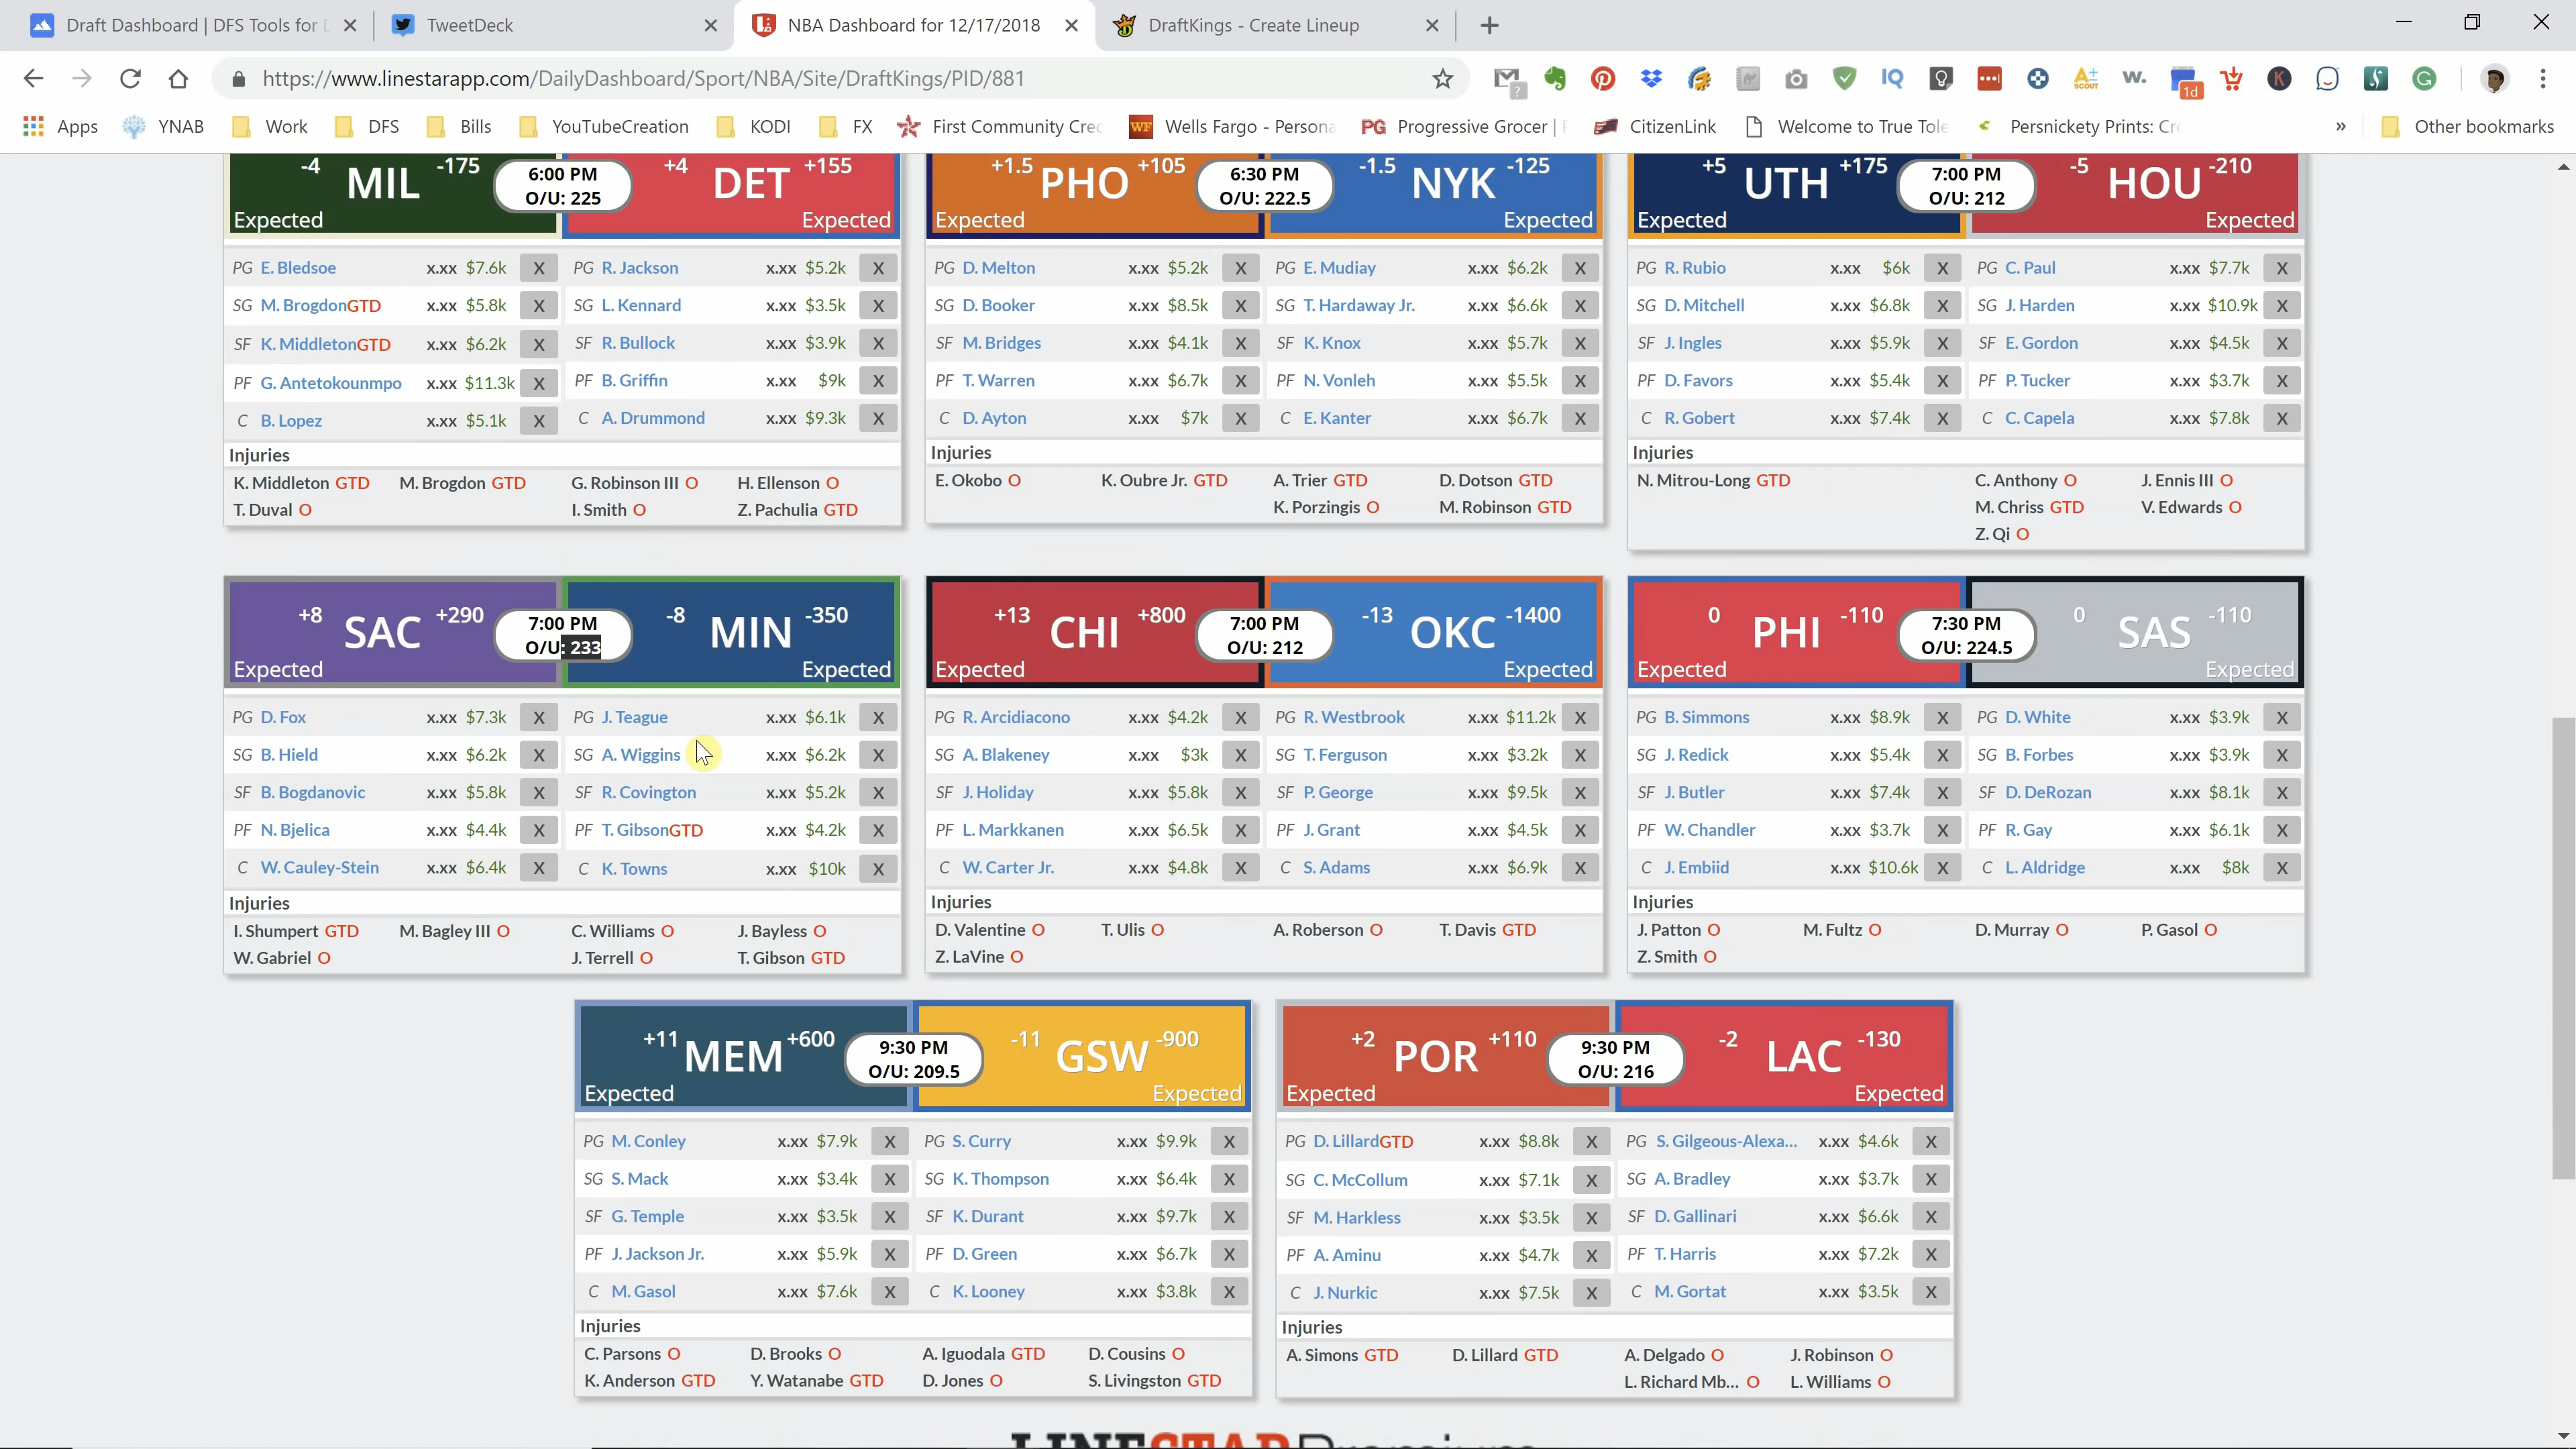 Draft Dashboard | DFS Tools for D
TweetDeck
NBA Dashboard for 12/17/2018
DraftKings - Create Lineup
https://www.linestarapp.com/DailyDashboard/Sport/NBA/Site/DraftKings/PID/881
Apps YNAB Work DFS Bills YouTubeCreation KODI FX First Community Cre Wells Fargo - Persona Progressive Grocer | CitizenLink Welcome to True Tole Persnickety Prints: Cr » Other bookmarks
-4 MIL -175 6:00 PM O/U: 225 +4 DET +155
Expected Expected
PG E. Bledsoe x.xx $7.6k X PG R. Jackson x.xx $5.2k X
SG M. BrogdonGTD x.xx $5.8k X SG L. Kennard x.xx $3.5k X
SF K. MiddletonGTD x.xx $6.2k X SF R. Bullock x.xx $3.9k X
PF G. Antetokounmpo x.xx $11.3k X PF B. Griffin x.xx $9k X
C B. Lopez x.xx $5.1k X C A. Drummond x.xx $9.3k X
Injuries
K. Middleton GTD M. Brogdon GTD G. Robinson III O H. Ellenson O
T. Duval O I. Smith O Z. Pachulia GTD
+1.5 PHO +105 6:30 PM O/U: 222.5 -1.5 NYK -125
Expected Expected
PG D. Melton x.xx $5.2k X PG E. Mudiay x.xx $6.2k X
SG D. Booker x.xx $8.5k X SG T. Hardaway Jr. x.xx $6.6k X
SF M. Bridges x.xx $4.1k X SF K. Knox x.xx $5.7k X
PF T. Warren x.xx $6.7k X PF N. Vonleh x.xx $5.5k X
C D. Ayton x.xx $7k X C E. Kanter x.xx $6.7k X
Injuries
E. Okobo O K. Oubre Jr. GTD A. Trier GTD D. Dotson GTD
K. Porzingis O M. Robinson GTD
+5 UTH +175 7:00 PM O/U: 212 -5 HOU -210
Expected Expected
PG R. Rubio x.xx $6k X PG C. Paul x.xx $7.7k X
SG D. Mitchell x.xx $6.8k X SG J. Harden x.xx $10.9k X
SF J. Ingles x.xx $5.9k X SF E. Gordon x.xx $4.5k X
PF D. Favors x.xx $5.4k X PF P. Tucker x.xx $3.7k X
C R. Gobert x.xx $7.4k X C C. Capela x.xx $7.8k X
Injuries
N. Mitrou-Long GTD C. Anthony O J. Ennis III O
M. Chriss GTD V. Edwards O
Z. Qi O
+8 SAC +290 7:00 PM O/U: 233 -8 MIN -350
Expected Expected
PG D. Fox x.xx $7.3k X PG J. Teague x.xx $6.1k X
SG B. Hield x.xx $6.2k X SG A. Wiggins x.xx $6.2k X
SF B. Bogdanovic x.xx $5.8k X SF R. Covington x.xx $5.2k X
PF N. Bjelica x.xx $4.4k X PF T. GibsonGTD x.xx $4.2k X
C W. Cauley-Stein x.xx $6.4k X C K. Towns x.xx $10k X
Injuries
I. Shumpert GTD M. Bagley III O C. Williams O J. Bayless O
W. Gabriel O J. Terrell O T. Gibson GTD
+13 CHI +800 7:00 PM O/U: 212 -13 OKC -1400
Expected Expected
PG R. Arcidiacono x.xx $4.2k X PG R. Westbrook x.xx $11.2k X
SG A. Blakeney x.xx $3k X SG T. Ferguson x.xx $3.2k X
SF J. Holiday x.xx $5.8k X SF P. George x.xx $9.5k X
PF L. Markkanen x.xx $6.5k X PF J. Grant x.xx $4.5k X
C W. Carter Jr. x.xx $4.8k X C S. Adams x.xx $6.9k X
Injuries
D. Valentine O T. Ulis O A. Roberson O T. Davis GTD
Z. LaVine O
0 PHI -110 7:30 PM O/U: 224.5 0 SAS -110
Expected Expected
PG B. Simmons x.xx $8.9k X PG D. White x.xx $3.9k X
SG J. Redick x.xx $5.4k X SG B. Forbes x.xx $3.9k X
SF J. Butler x.xx $7.4k X SF D. DeRozan x.xx $8.1k X
PF W. Chandler x.xx $3.7k X PF R. Gay x.xx $6.1k X
C J. Embiid x.xx $10.6k X C L. Aldridge x.xx $8k X
Injuries
J. Patton O M. Fultz O D. Murray O P. Gasol O
Z. Smith O
+11 MEM +600 9:30 PM O/U: 209.5 -11 GSW -900
Expected Expected
PG M. Conley x.xx $7.9k X PG S. Curry x.xx $9.9k X
SG S. Mack x.xx $3.4k X SG K. Thompson x.xx $6.4k X
SF G. Temple x.xx $3.5k X SF K. Durant x.xx $9.7k X
PF J. Jackson Jr. x.xx $5.9k X PF D. Green x.xx $6.7k X
C M. Gasol x.xx $7.6k X C K. Looney x.xx $3.8k X
Injuries
C. Parsons O D. Brooks O A. Iguodala GTD D. Cousins O
K. Anderson GTD Y. Watanabe GTD D. Jones O S. Livingston GTD
+2 POR +110 9:30 PM O/U: 216 -2 LAC -130
Expected Expected
PG D. LillardGTD x.xx $8.8k X PG S. Gilgeous-Alexa... x.xx $4.6k X
SG C. McCollum x.xx $7.1k X SG A. Bradley x.xx $3.7k X
SF M. Harkless x.xx $3.5k X SF D. Gallinari x.xx $6.6k X
PF A. Aminu x.xx $4.7k X PF T. Harris x.xx $7.2k X
C J. Nurkic x.xx $7.5k X C M. Gortat x.xx $3.5k X
Injuries
A. Simons GTD D. Lillard GTD A. Delgado O J. Robinson O
L. Richard Mb... O L. Williams O
LINESTAR Premium